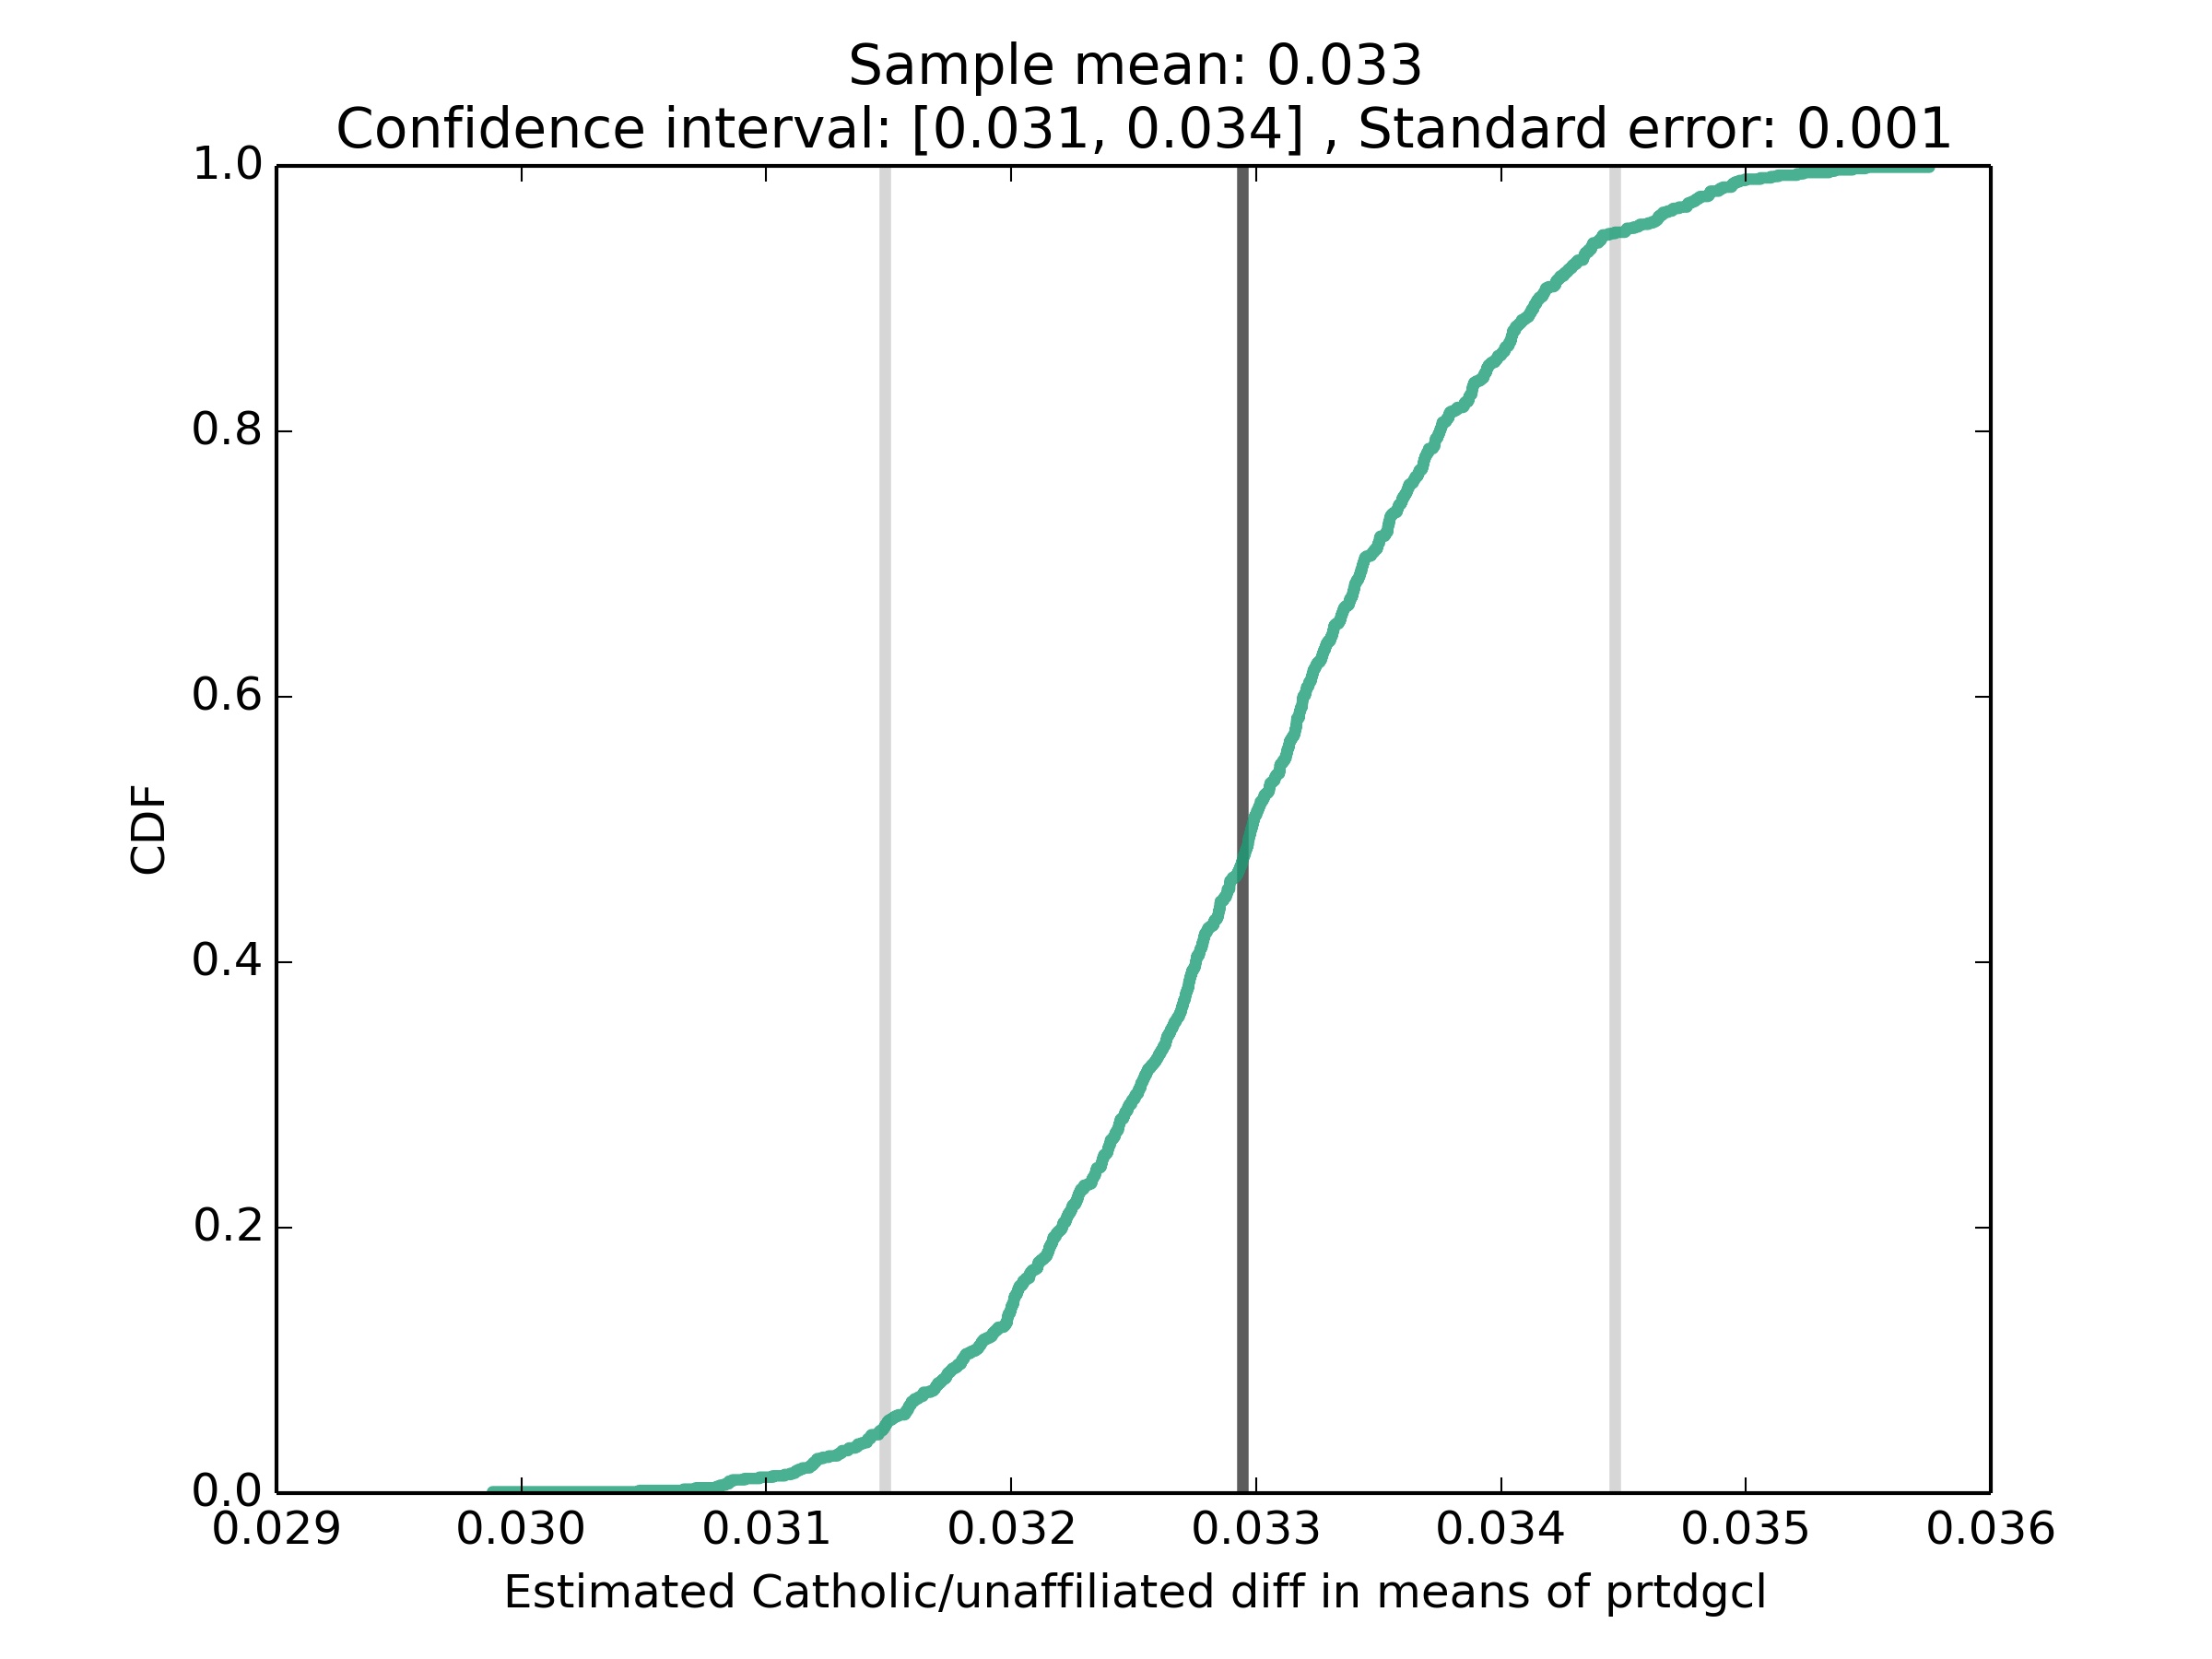 Sample mean: 0.033
Confidence interval: [0.031, 0.034] , Standard error: 0.001
1.0
0.8
0.6
0.4
0.2
0.0
CDF
0.029 0.030 0.031 0.032 0.033 0.034 0.035 0.036
Estimated Catholic/unaffiliated diff in means of prtdgcl